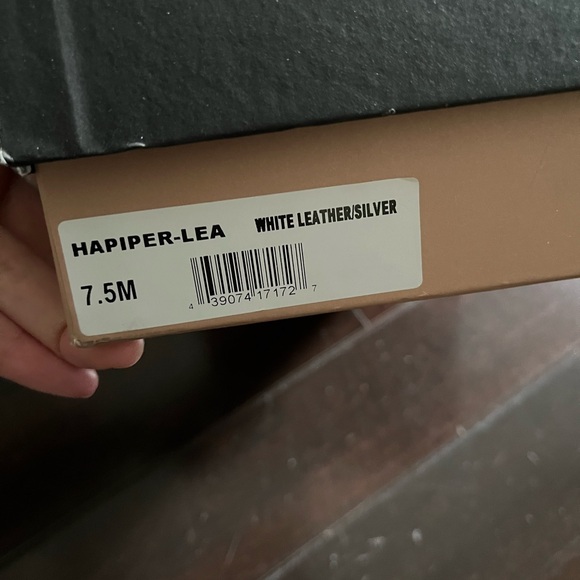 HAPIPER-LEA WHITE LEATHER/SILVER
7.5M
4 39074 17172 7